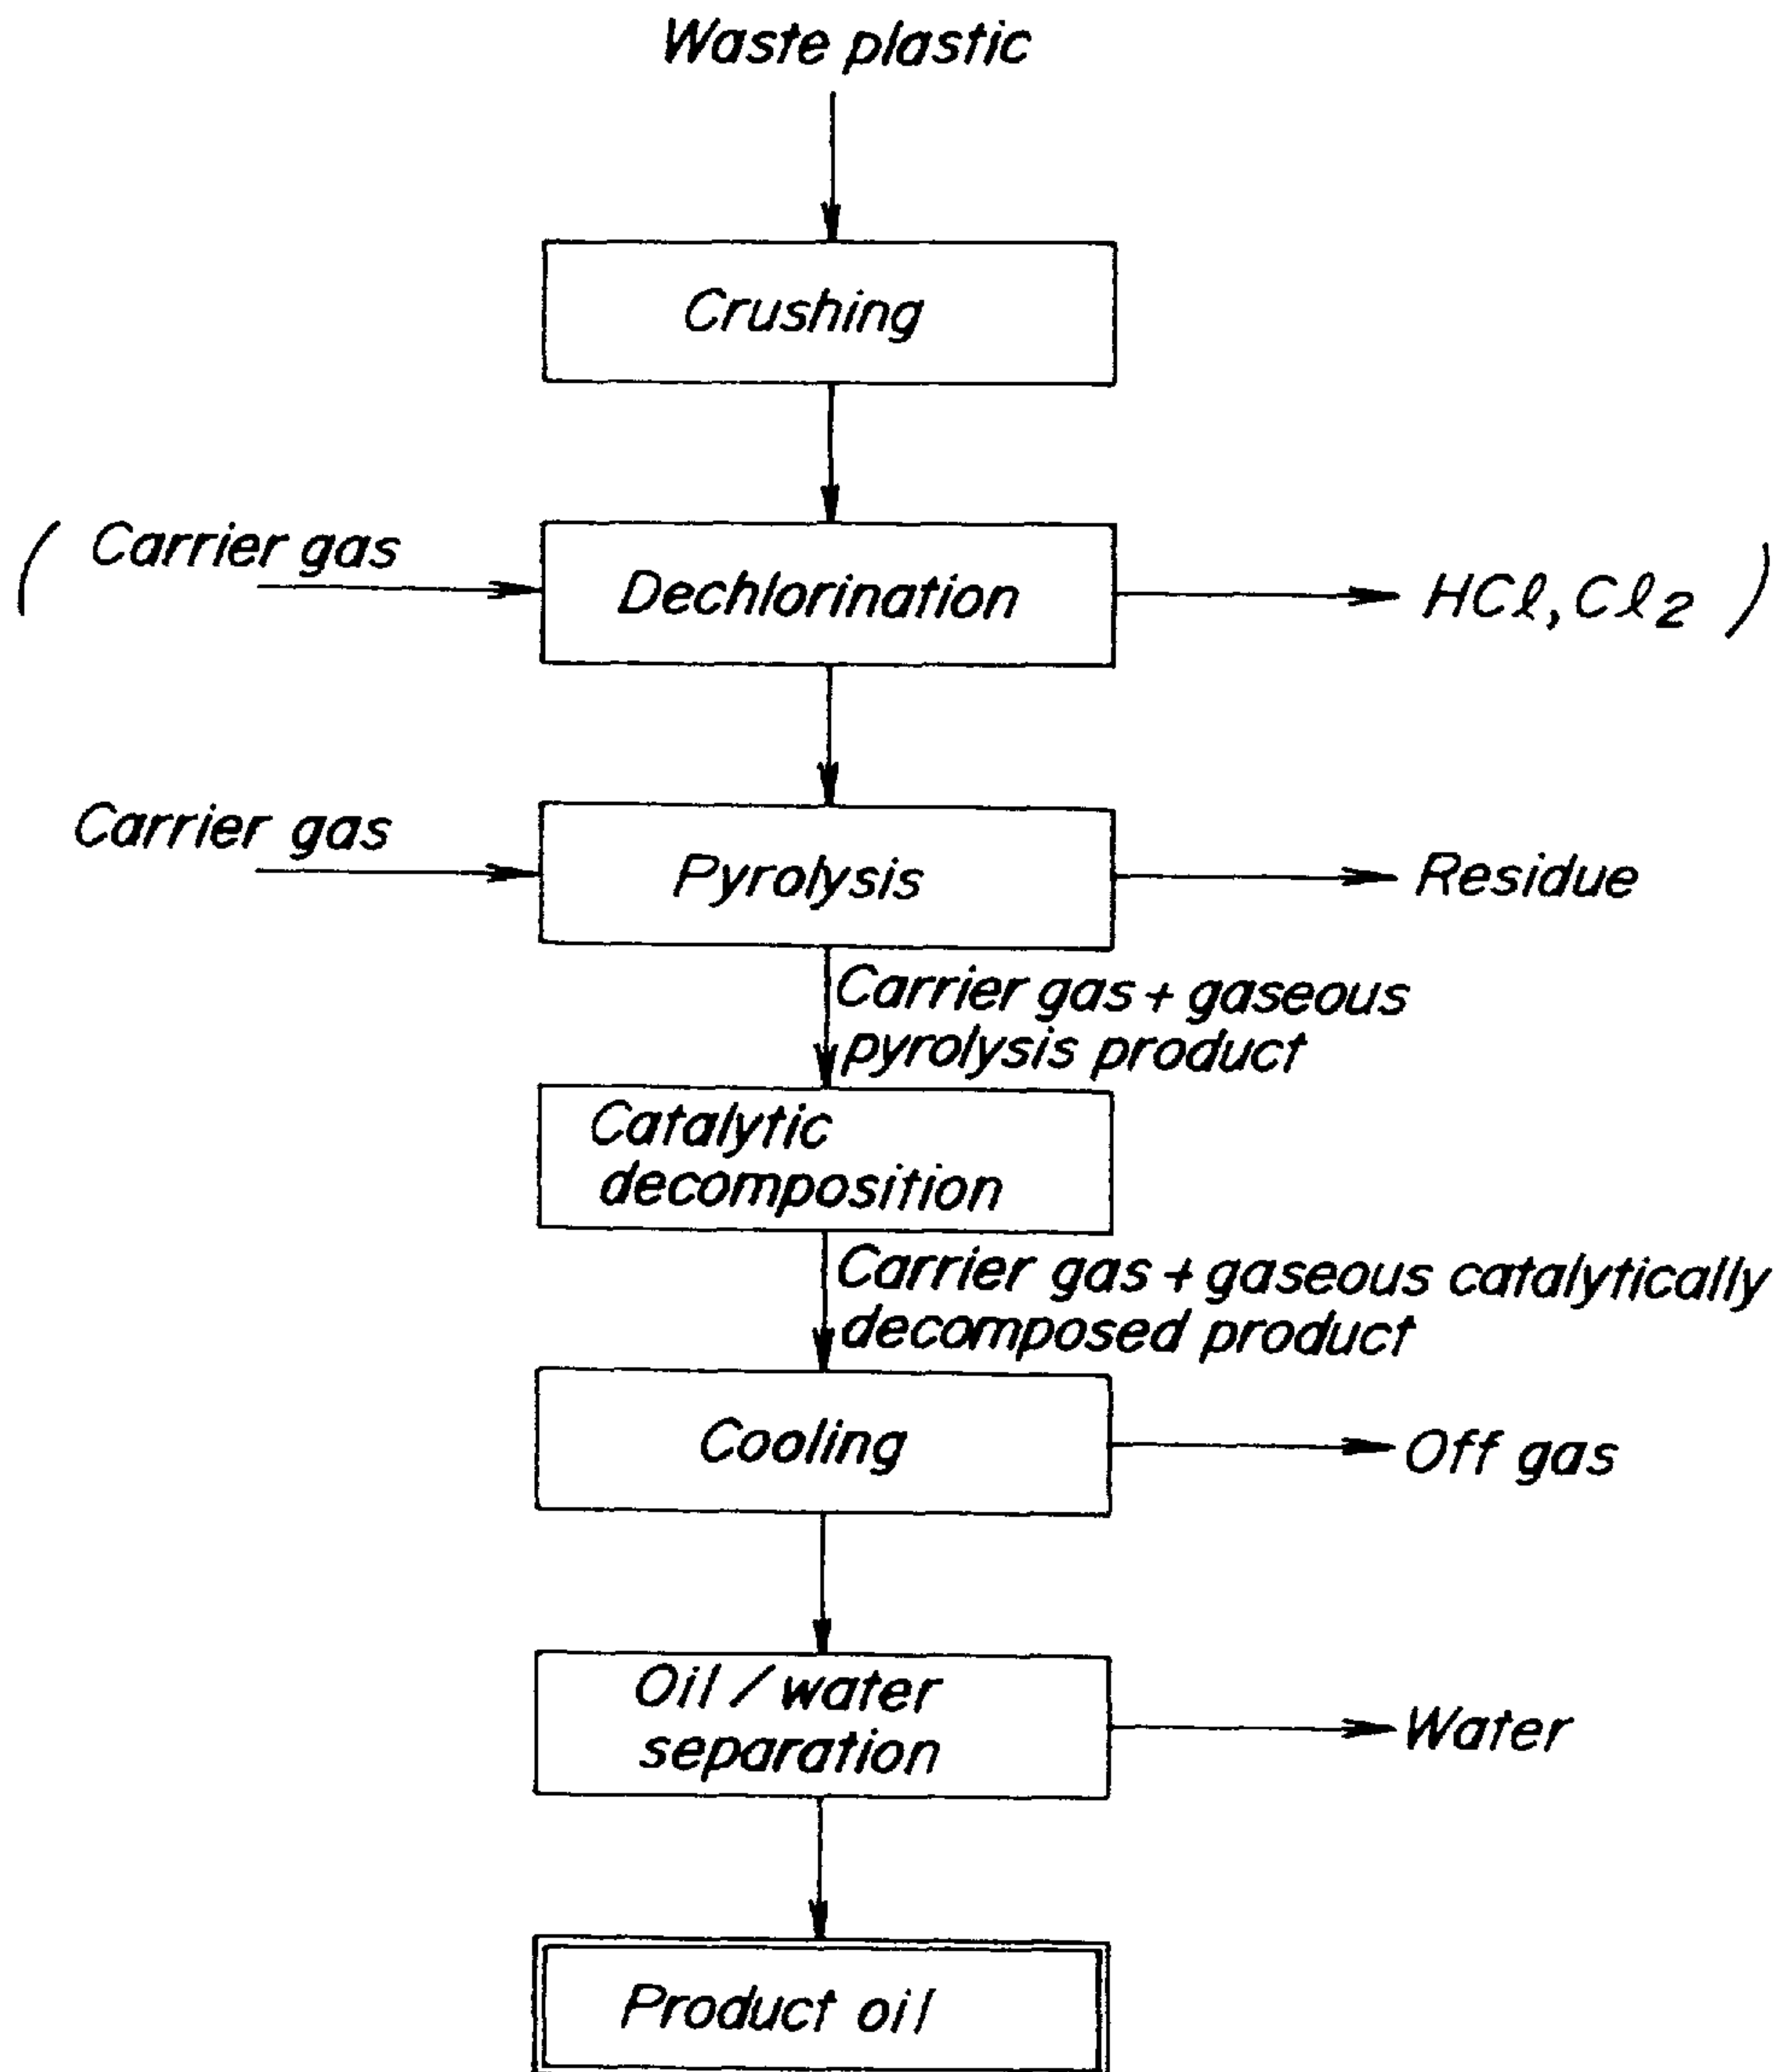 Waste plastic
Crushing
( Carrier gas
Dechlorination
HCℓ, Cℓ2 )
Carrier gas
Pyrolysis
Residue
Carrier gas + gaseous
pyrolysis product
Catalytic
decomposition
Carrier gas + gaseous catalytically
decomposed product
Cooling
Off gas
Oil / water
separation
Water
Product oil